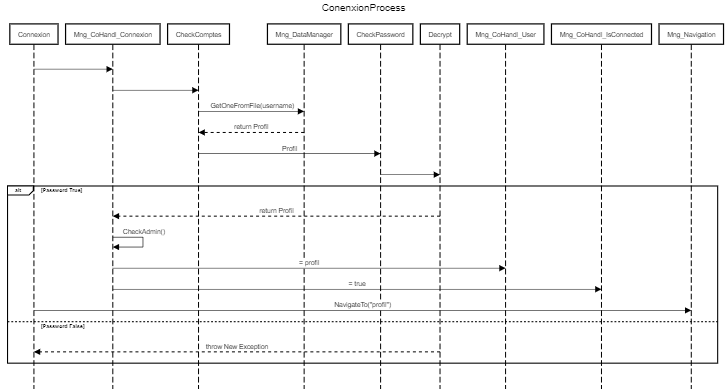 ConenxionProcess
Connexion
Mng_CoHandl_Connexion
CheckComptes
Mng_DataManager
CheckPassword
Decrypt
Mng_CoHandl_User
Mng_CoHandl_IsConnected
Mng_Navigation
GetOneFromFile(username)
return Profil
Profil
alt
[Password True]
return Profil
CheckAdmin()
= profil
= true
NavigateTo("profil")
[Password False]
throw New Exception